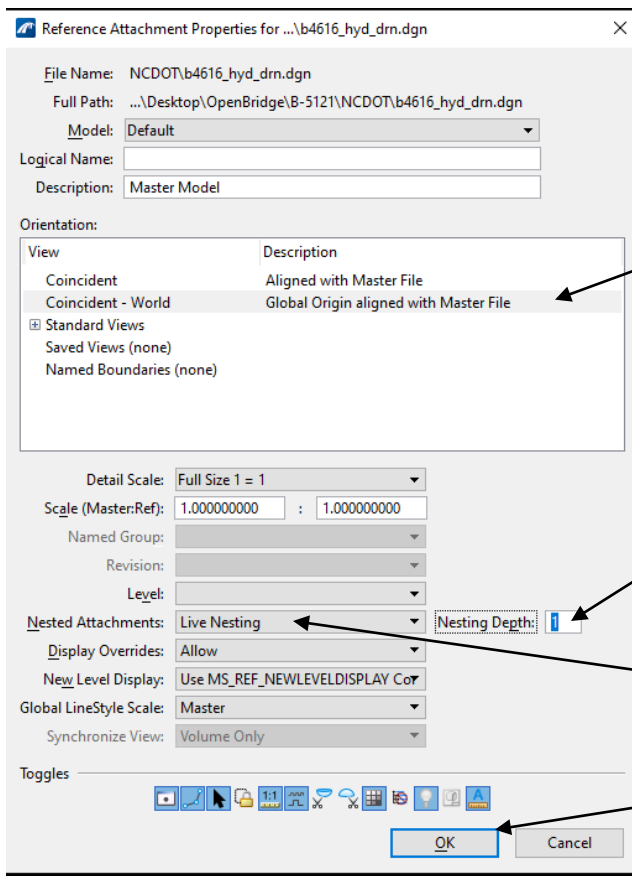 Reference Attachment Properties for ...\b4616_hyd_drn.dgn
File Name: NCDOT\b4616_hyd_drn.dgn
Full Path: ...\Desktop\OpenBridge\B-5121\NCDOT\b4616_hyd_drn.dgn
Model: Default
Logical Name:
Description: Master Model
Orientation:
View Description
Coincident Aligned with Master File
Coincident - World Global Origin aligned with Master File
Standard Views
Saved Views (none)
Named Boundaries (none)
Detail Scale: Full Size 1 = 1
Scale (Master:Ref): 1.000000000 : 1.000000000
Named Group:
Revision:
Level:
Nested Attachments: Live Nesting Nesting Depth: 1
Display Overrides: Allow
New Level Display: Use MS_REF_NEWLEVELDISPLAY Cor
Global LineStyle Scale: Master
Synchronize View: Volume Only
Toggles
1:1 A
OK Cancel